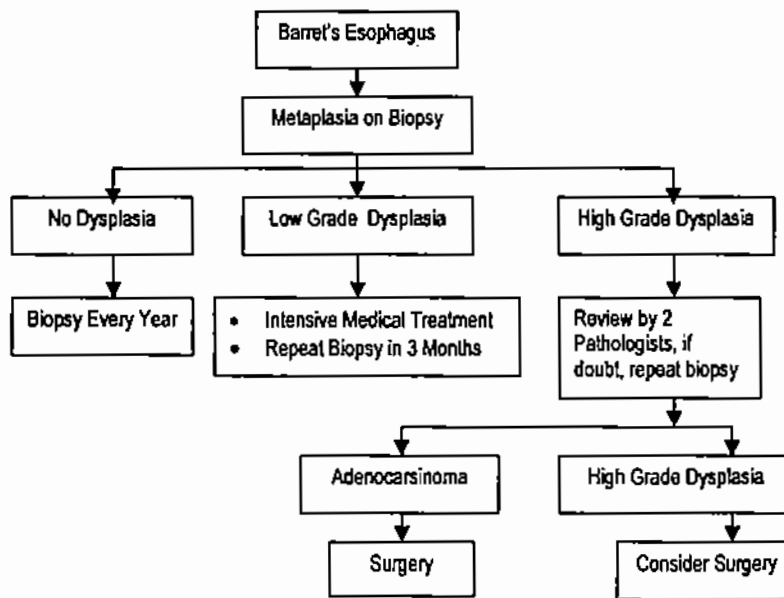 Barret's Esophagus
Metaplasia on Biopsy
No Dysplasia
Low Grade Dysplasia
High Grade Dysplasia
Biopsy Every Year
• Intensive Medical Treatment
• Repeat Biopsy in 3 Months
Review by 2
Pathologists, if
doubt, repeat biopsy
Adenocarsinoma
High Grade Dysplasia
Surgery
Consider Surgery